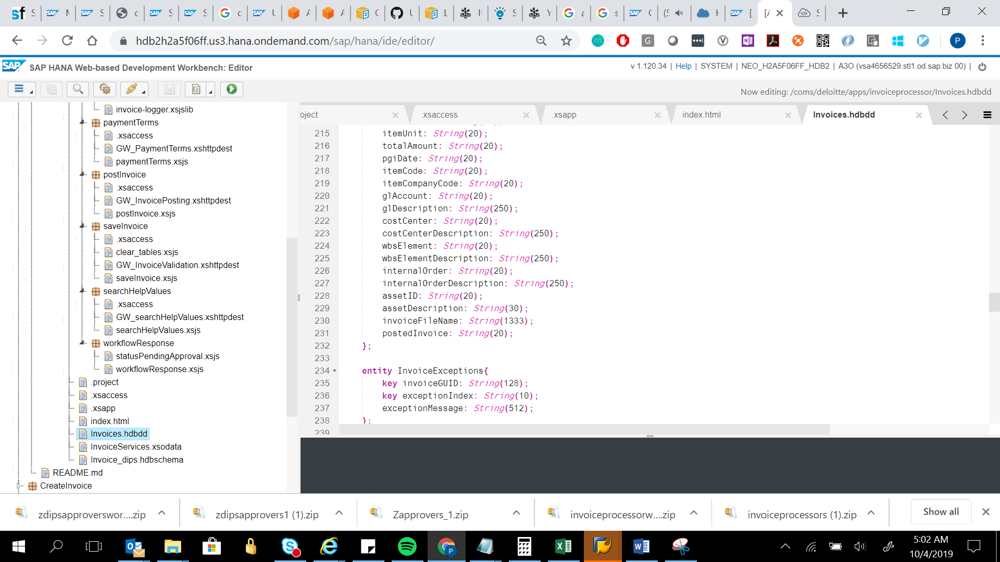 hdb2h2a5f06ff.us3.hana.ondemand.com/sap/hana/ide/editor/
SAP SAP HANA Web-based Development Workbench: Editor
v 1.120.34 | Help | SYSTEM | NEO_H2A5F06FF_HDB2 | A3O (vsa4656529.stl1.od.sap.biz 00) |
Now editing: /coms/deloitte/apps/invoiceprocessor/Invoices.hdbdd
invoice-logger.xsjslib
paymentTerms
.xsaccess
GW_PaymentTerms.xshttpdest
paymentTerms.xsjs
postInvoice
.xsaccess
GW_InvoicePosting.xshttpdest
postInvoice.xsjs
saveInvoice
.xsaccess
clear_tables.xsjs
GW_InvoiceValidation.xshttpdest
saveInvoice.xsjs
searchHelpValues
.xsaccess
GW_searchHelpValues.xshttpdest
searchHelpValues.xsjs
workflowResponse
statusPendingApproval.xsjs
workflowResponse.xsjs
.project
.xsaccess
.xsapp
index.html
Invoices.hdbdd
InvoiceServices.xsodata
Invoice_dips.hdbschema
README.md
CreateInvoice
oject
.xsaccess
.xsapp
index.html
Invoices.hdbdd
215 itemUnit: String(20);
216 totalAmount: String(20);
217 pgiDate: String(20);
218 itemCode: String(20);
219 itemCompanyCode: String(20);
220 glAccount: String(20);
221 glDescription: String(250);
222 costCenter: String(20);
223 costCenterDescription: String(250);
224 wbsElement: String(20);
225 wbsElementDescription: String(250);
226 internalOrder: String(20);
227 internalOrderDescription: String(250);
228 assetID: String(20);
229 assetDescription: String(30);
230 invoiceFileName: String(1333);
231 postedInvoice: String(20);
232 };
233
234 entity InvoiceExceptions{
235 key invoiceGUID: String(128);
236 key exceptionIndex: String(10);
237 exceptionMessage: String(512);
238 };
239
zdipsapproverswor....zip
zdipsapprovers1 (1).zip
Zapprovers_1.zip
invoiceprocessorw....zip
invoiceprocessors (1).zip
Show all
5:02 AM
10/4/2019